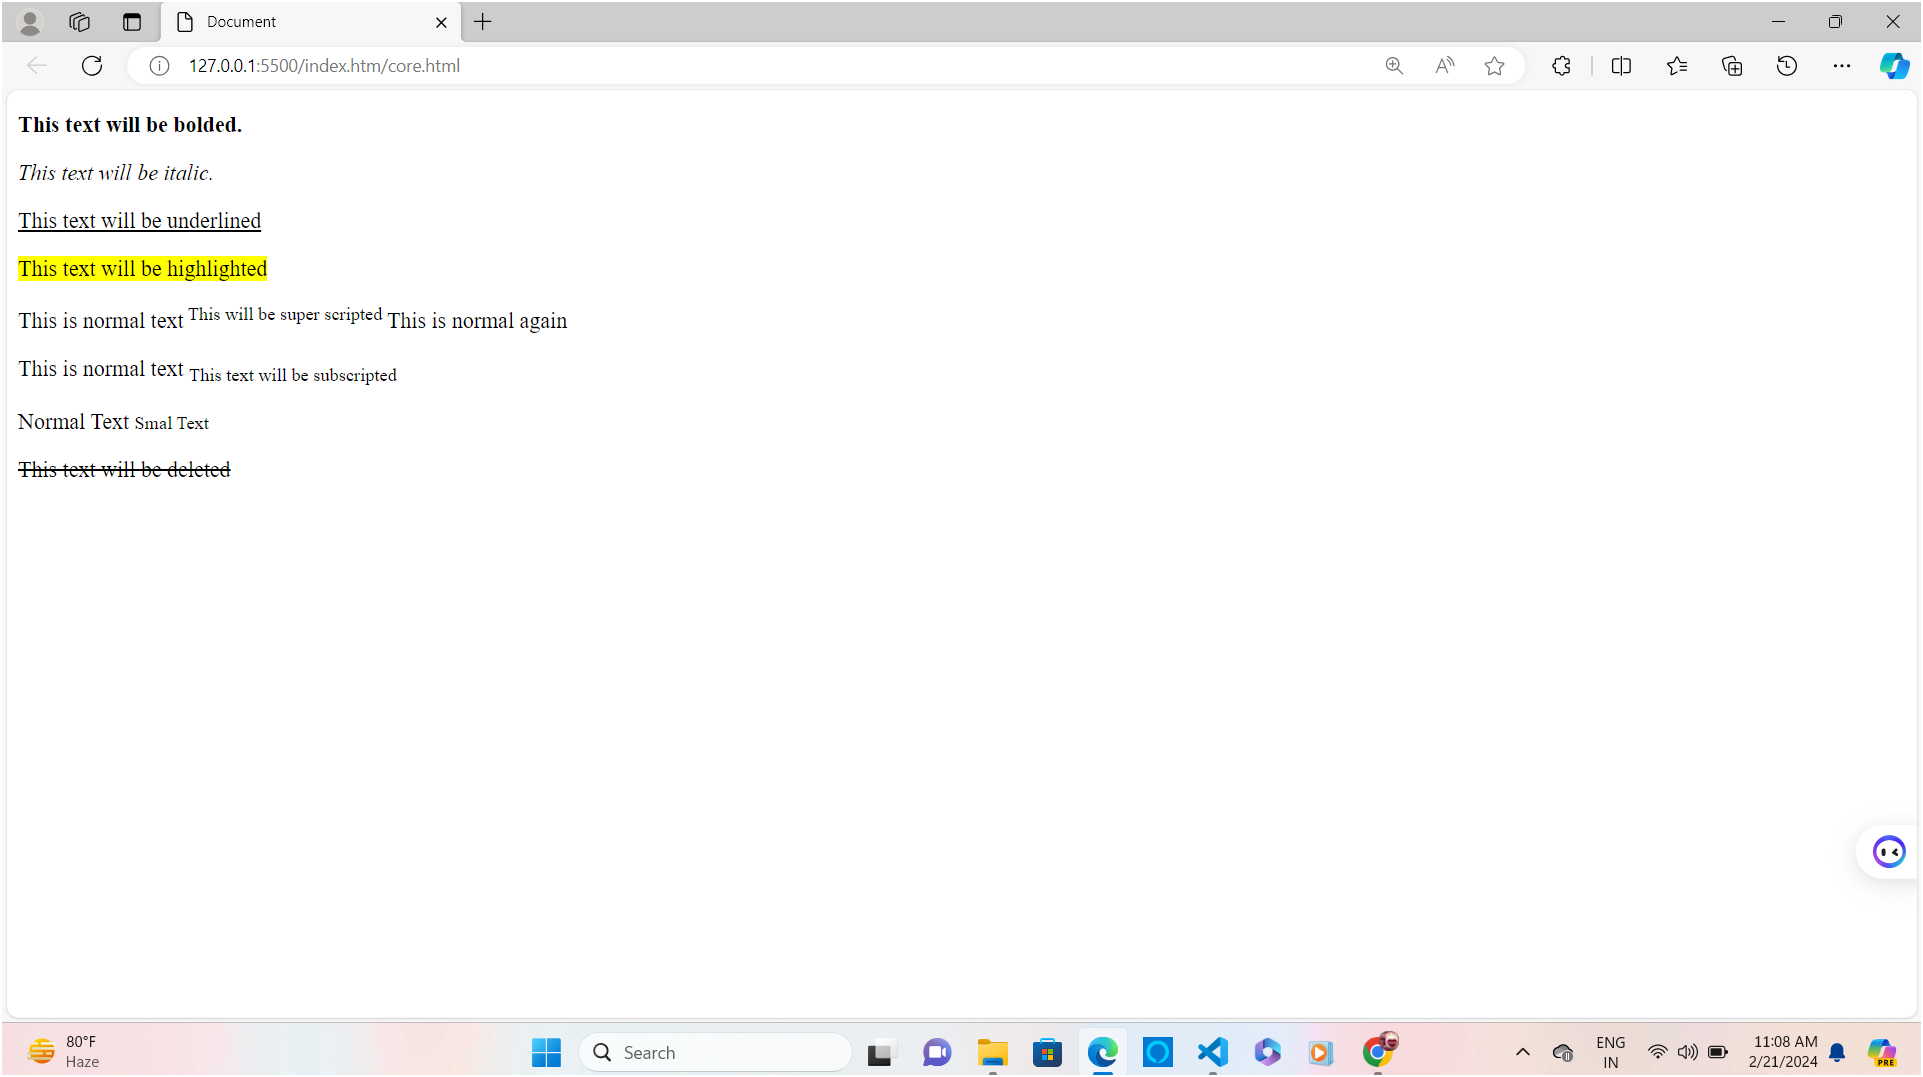 Document
127.0.0.1:5500/index.htm/core.html
This text will be bolded.
This text will be italic.
This text will be underlined
This text will be highlighted
This is normal text This will be super scripted This is normal again
This is normal text This text will be subscripted
Normal Text Smal Text
This text will be deleted
80°F
Haze
Search
ENG
IN
11:08 AM
2/21/2024
PRE